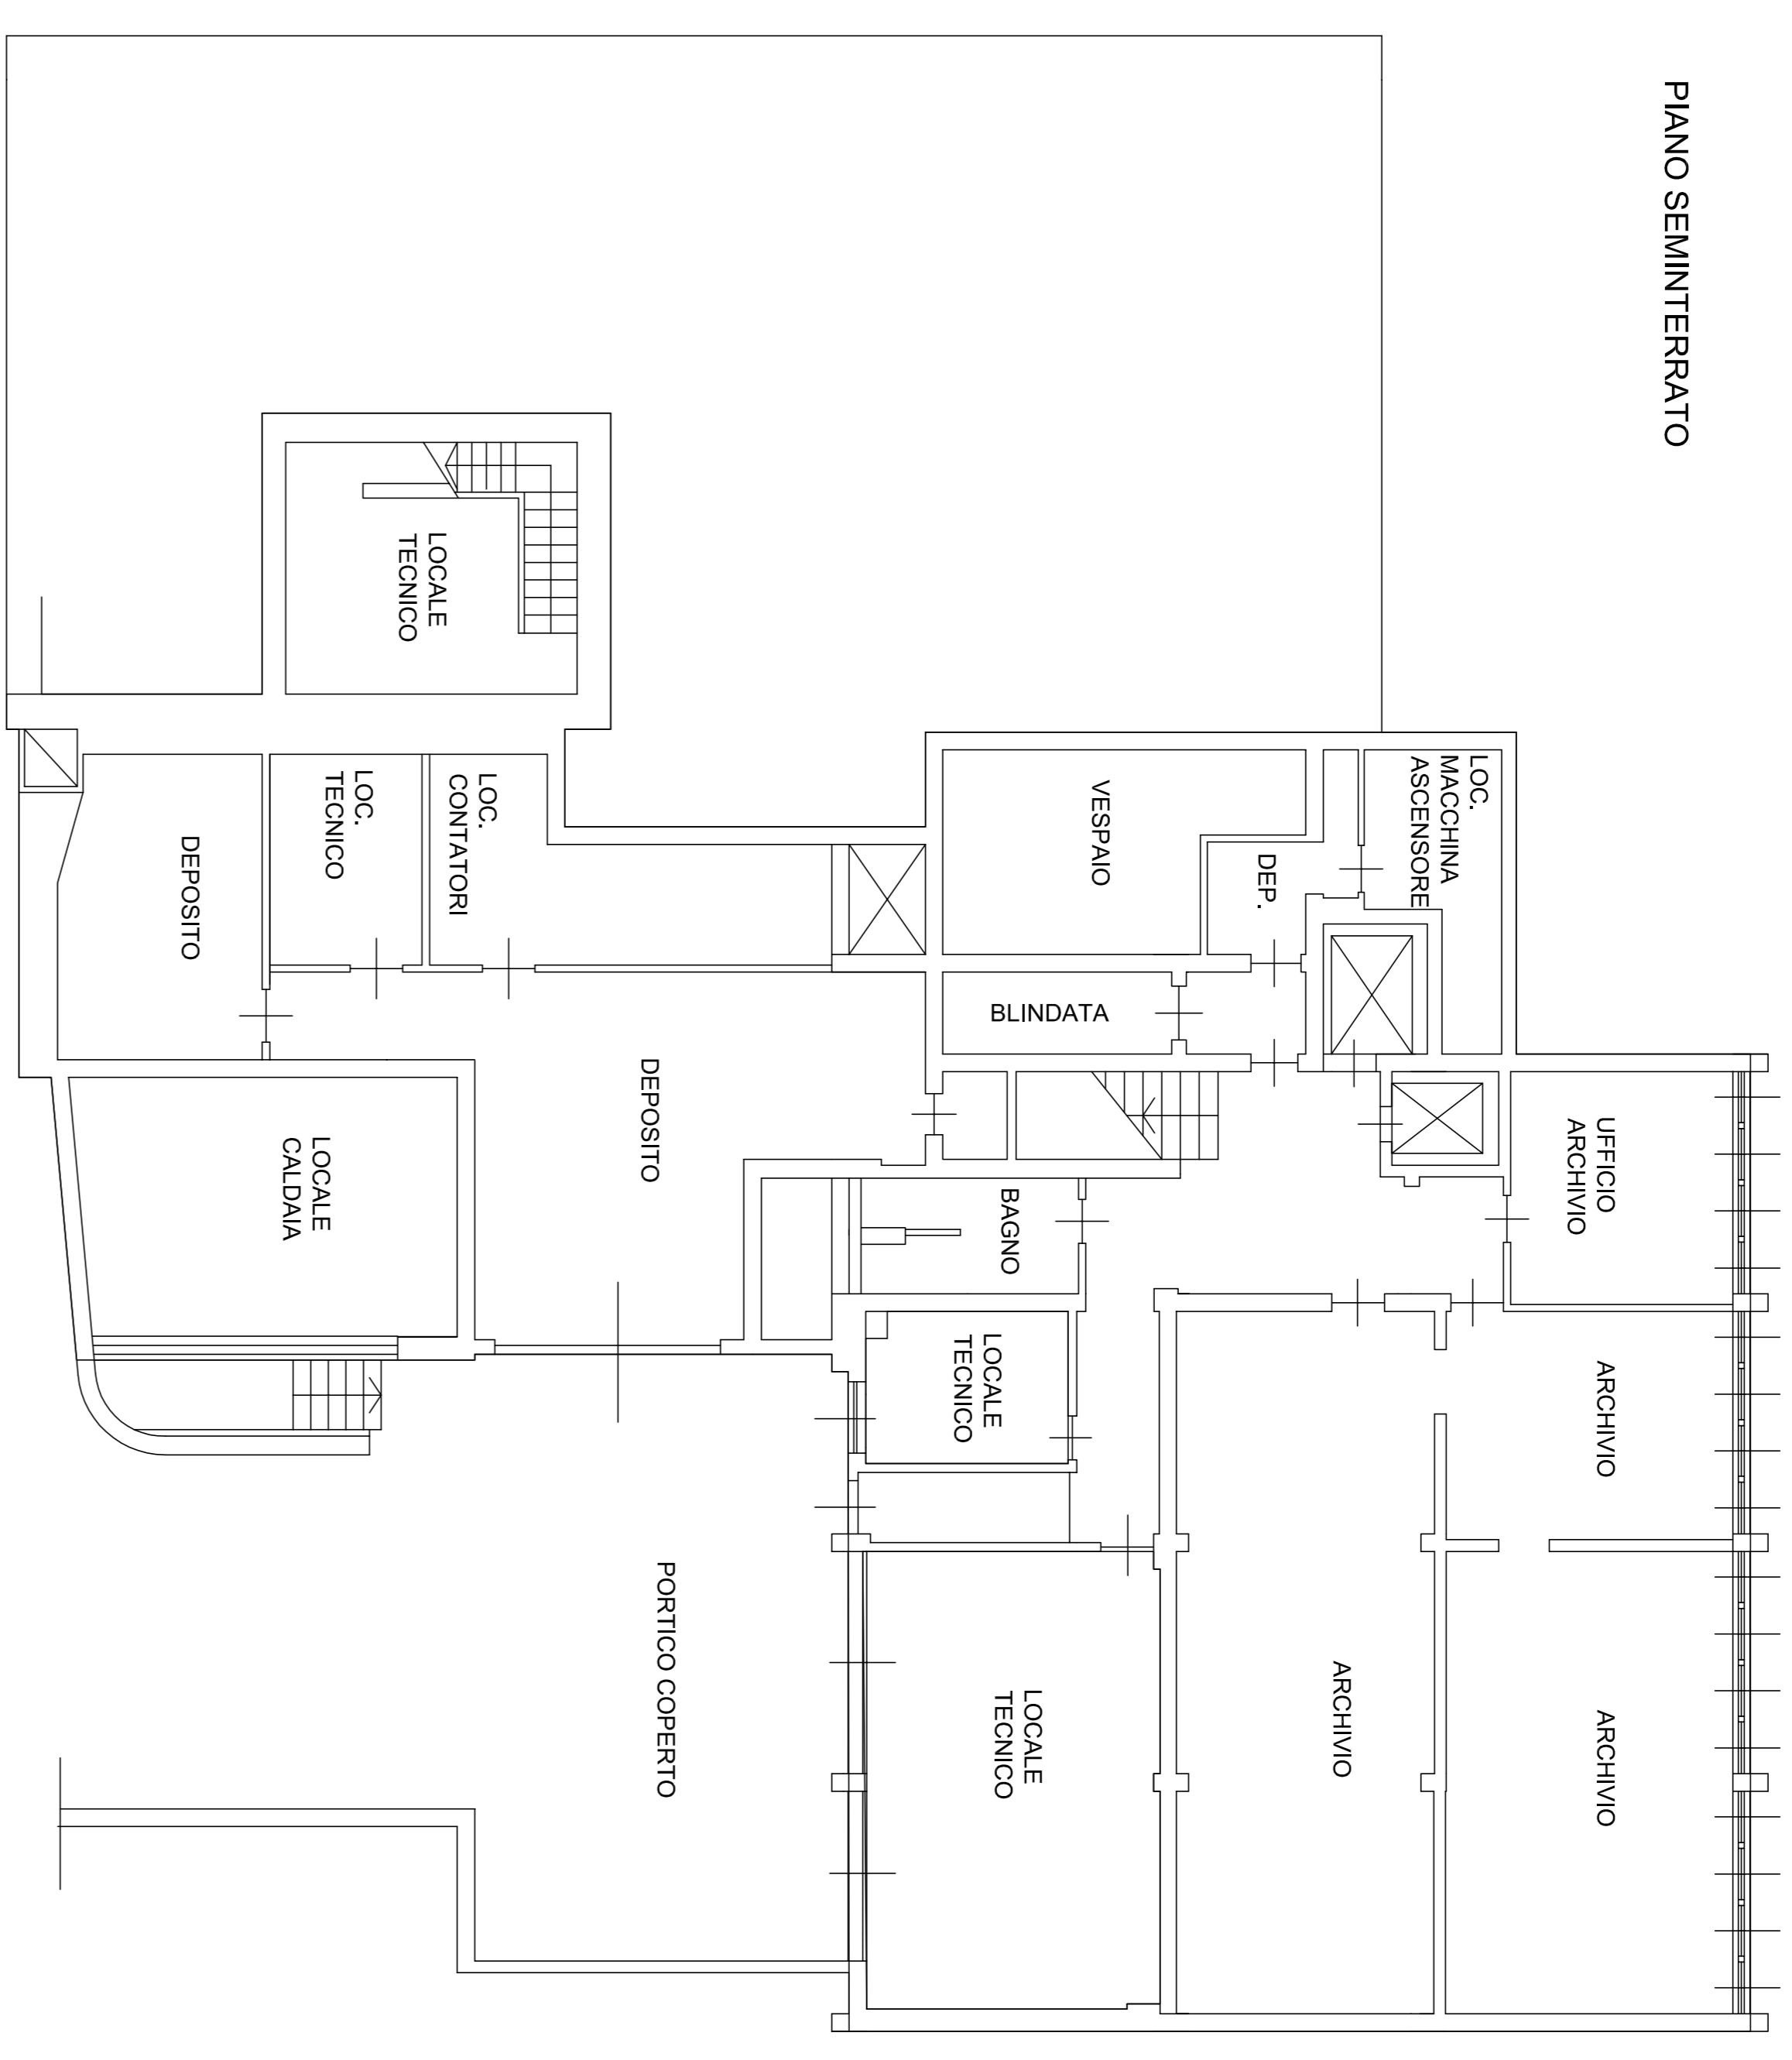 PIANO SEMINTERRATO
LOCALE
TECNICO
LOC.
MACCHINA
ASCENSORE
VESPAIO
DEP.
LOC.
CONTATORI
LOC.
TECNICO
DEPOSITO
BLINDATA
DEPOSITO
UFFICIO
ARCHIVIO
BAGNO
LOCALE
CALDAIA
LOCALE
TECNICO
ARCHIVIO
PORTICO COPERTO
LOCALE
TECNICO
ARCHIVIO
ARCHIVIO